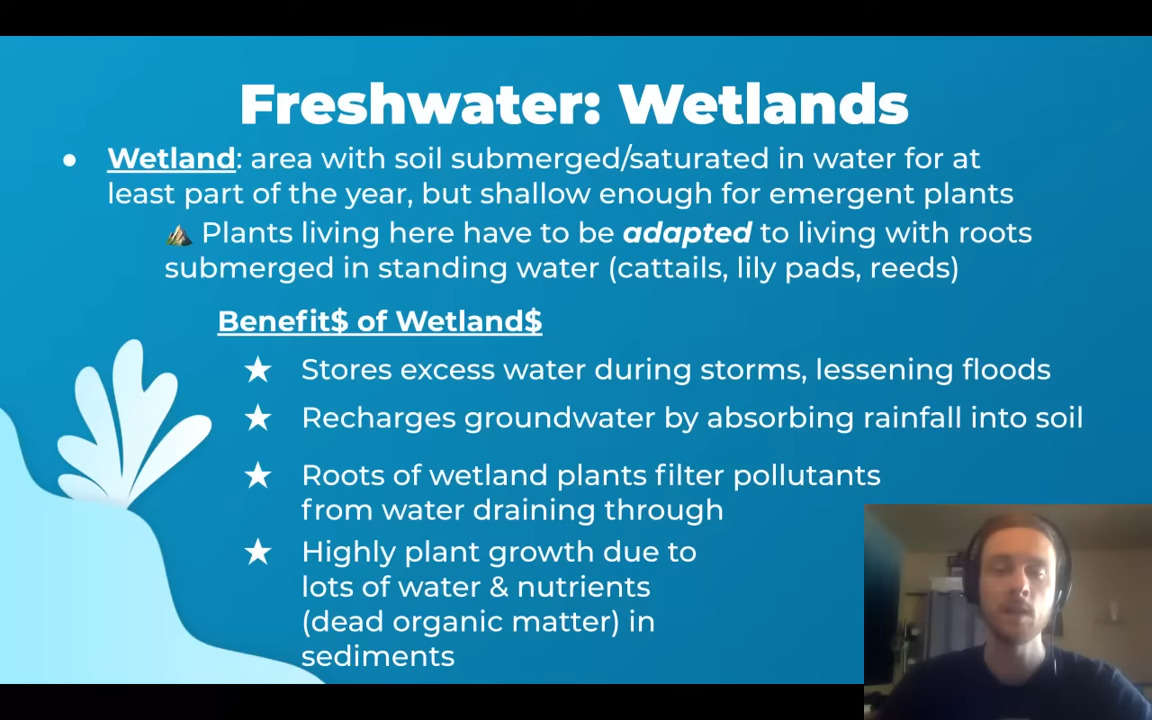 Freshwater: Wetlands
● Wetland: area with soil submerged/saturated in water for at
least part of the year, but shallow enough for emergent plants
⛰️ Plants living here have to be adapted to living with roots
submerged in standing water (cattails, lily pads, reeds)
Benefit$ of Wetland$
★ Stores excess water during storms, lessening floods
★ Recharges groundwater by absorbing rainfall into soil
★ Roots of wetland plants filter pollutants
from water draining through
★ Highly plant growth due to
lots of water & nutrients
(dead organic matter) in
sediments